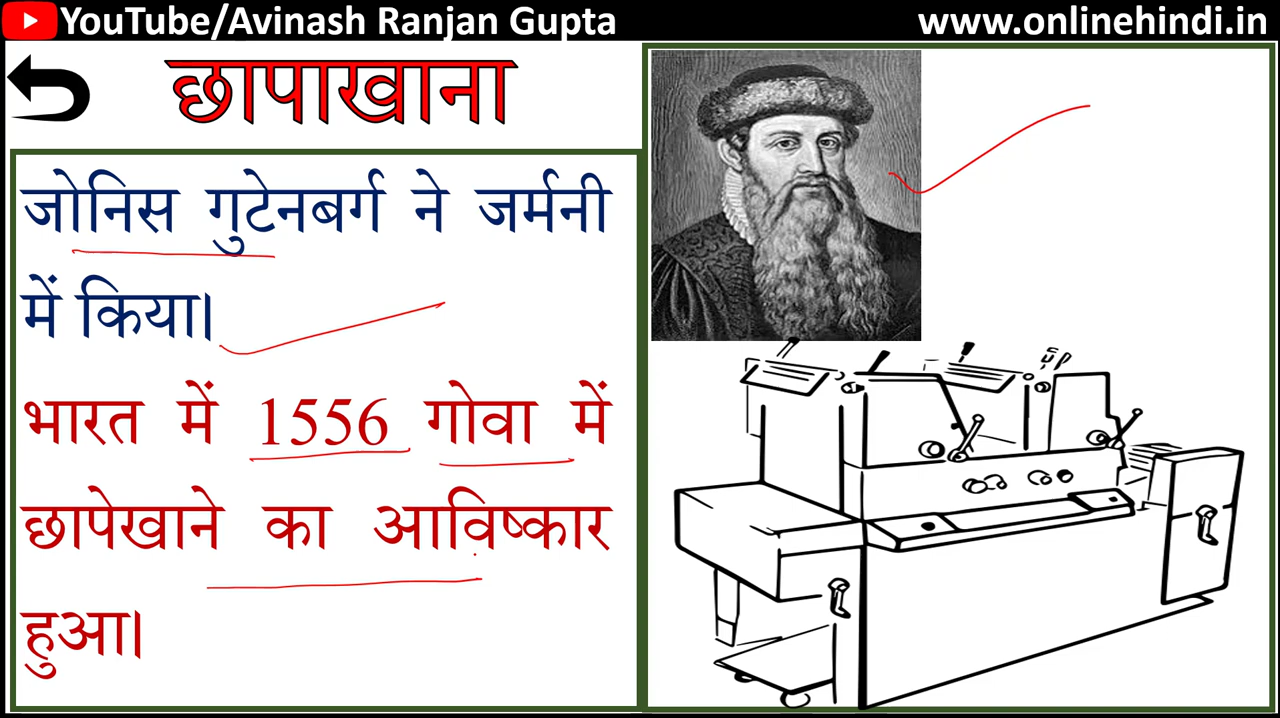 YouTube/Avinash Ranjan Gupta
www.onlinehindi.in
छापाखाना
जोनिस गुटेनबर्ग ने जर्मनी
में किया।
भारत में 1556 गोवा में
छापेखाने का आविष्कार
हुआ।